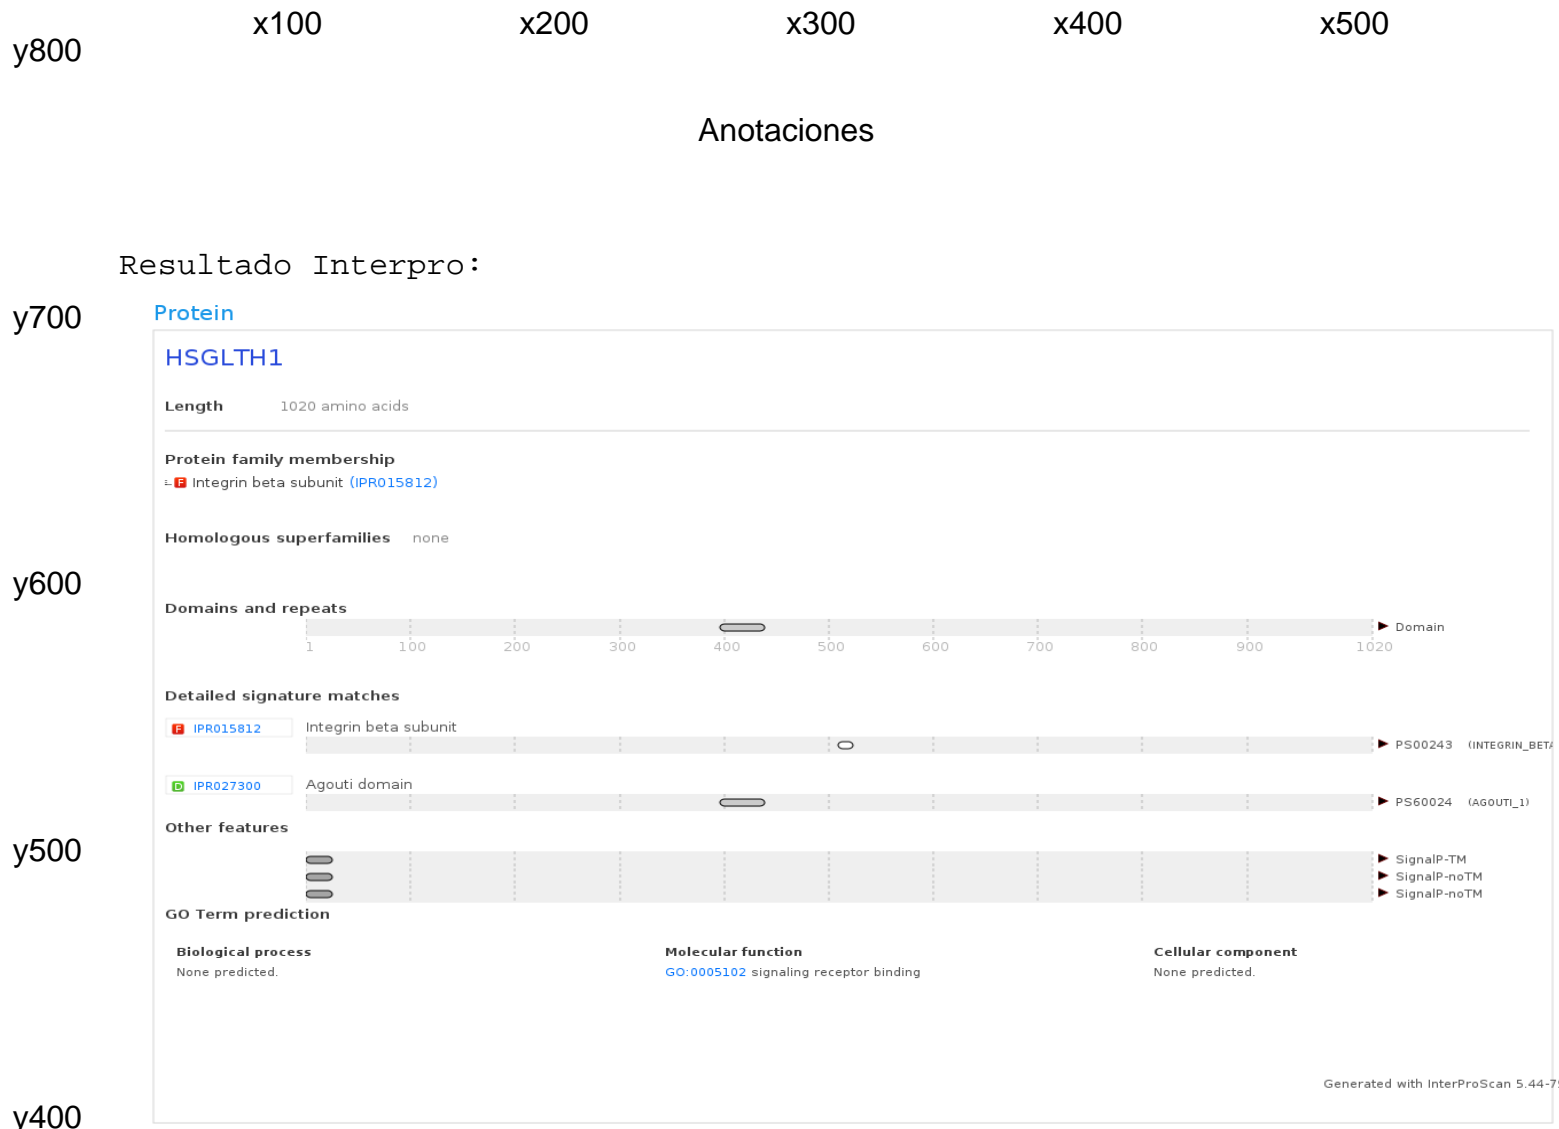 x100 x200 x300 x400 x500
y800
Anotaciones
Resultado Interpro:
y700
Protein
HSGLTH1
Length 1020 amino acids
Protein family membership
F Integrin beta subunit (IPR015812)
Homologous superfamilies none
y600
Domains and repeats
Domain
1 100 200 300 400 500 600 700 800 900 1020
Detailed signature matches
F IPR015812 Integrin beta subunit
PS00243 (INTEGRIN_BETA
D IPR027300 Agouti domain
PS60024 (AGOUTI_1)
Other features
y500
SignalP-TM
SignalP-noTM
SignalP-noTM
GO Term prediction
Biological process Molecular function Cellular component
None predicted. GO:0005102 signaling receptor binding None predicted.
Generated with InterProScan 5.44-7
y400